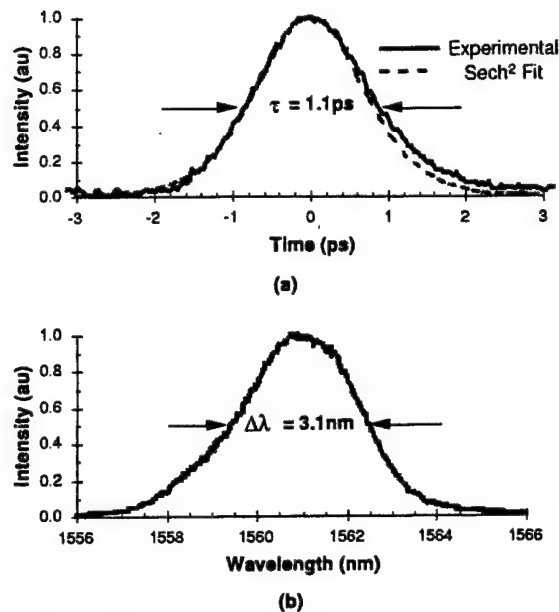 1.0
0.8
0.6
0.4
0.2
0.0
Intensity (au)
Experimental
Sech² Fit
τ = 1.1ps
-3 -2 -1 0 1 2 3
Time (ps)
(a)
1.0
0.8
0.6
0.4
0.2
0.0
Intensity (au)
Δλ = 3.1nm
1556 1558 1560 1562 1564 1566
Wavelength (nm)
(b)